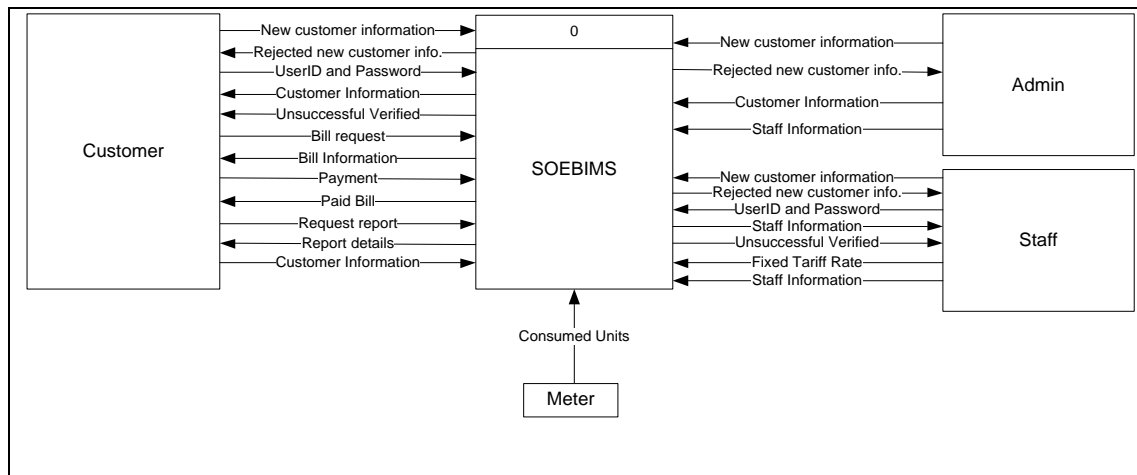 Customer
New customer information
Rejected new customer info.
UserID and Password
Customer Information
Unsuccessful Verified
Bill request
Bill Information
Payment
Paid Bill
Request report
Report details
Customer Information
0
SOEBIMS
New customer information
Rejected new customer info.
Customer Information
Staff Information
Admin
New customer information
Rejected new customer info.
UserID and Password
Staff Information
Unsuccessful Verified
Fixed Tariff Rate
Staff Information
Staff
Consumed Units
Meter